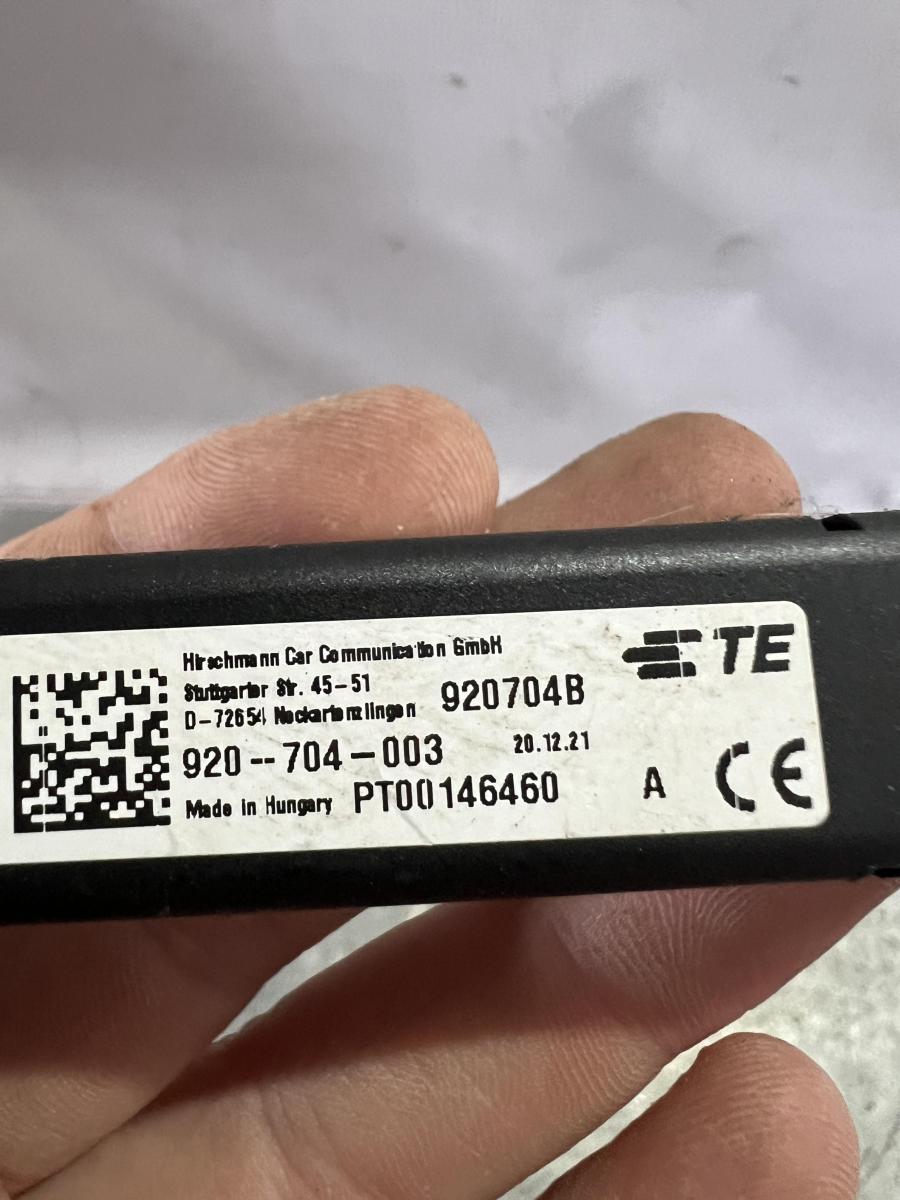 Hirschmann Car Communication GmbH
TE
Stuttgarter Str. 45-51
920704B
D-72654 Neckartenzlingen
920--704-003
20.12.21
Made in Hungary PT00146460
A
CE